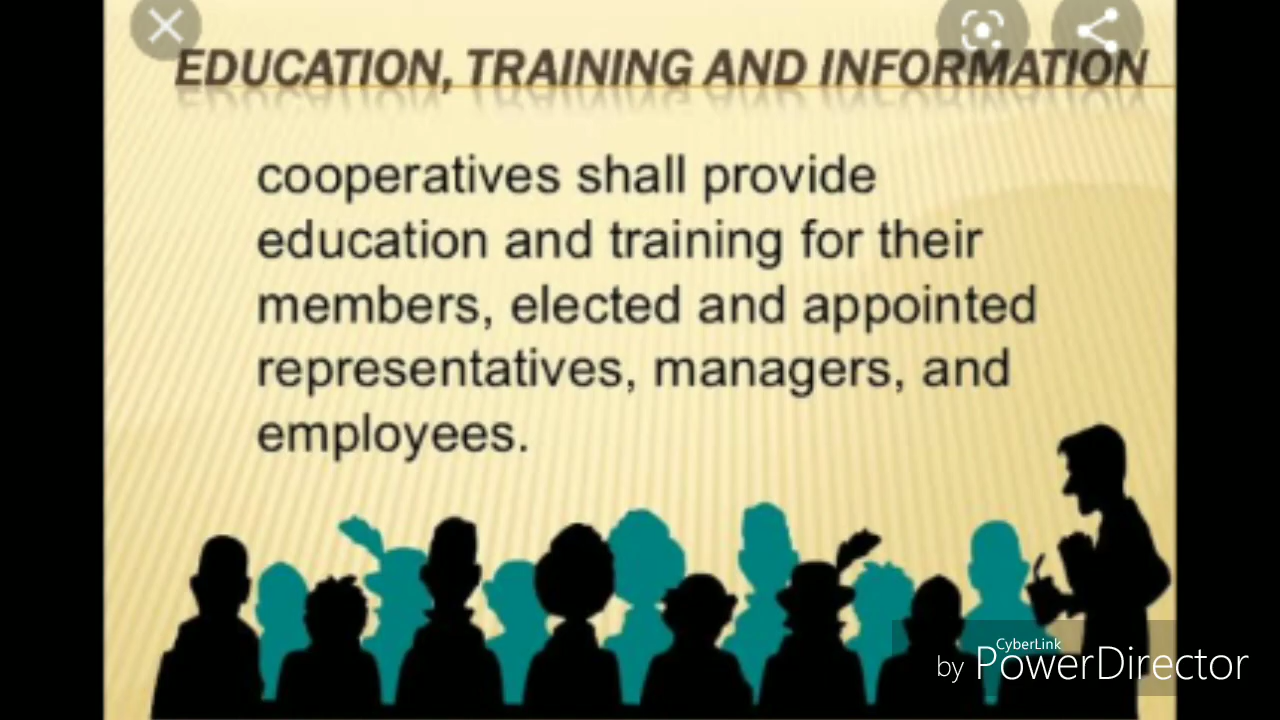 EDUCATION, TRAINING AND INFORMATION
cooperatives shall provide
education and training for their
members, elected and appointed
representatives, managers, and
employees.
CyberLink
by PowerDirector